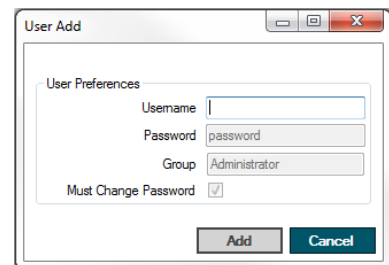 User Add
User Preferences
Username
Password password
Group Administrator
Must Change Password
Add Cancel